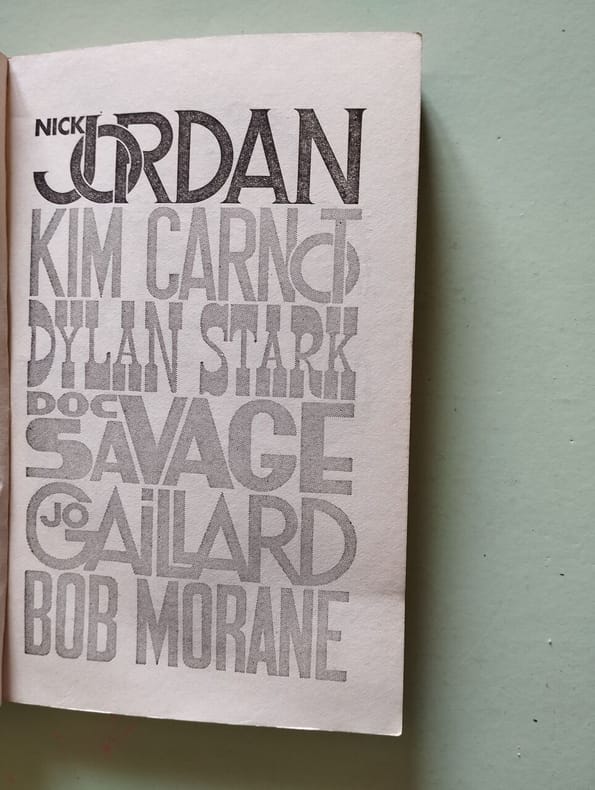 NICK JORDAN
KIM CARNOT
DYLAN STARK
DOC SAVAGE
JO GAILLARD
BOB MORANE